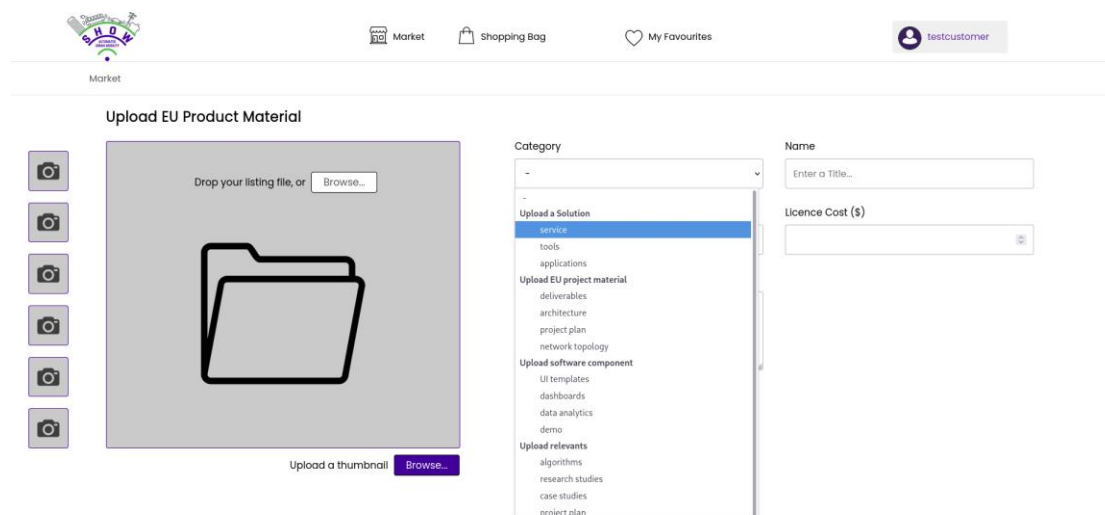 SHOW
Market
Shopping Bag
My Favourites
testcustomer
Market
Upload EU Product Material
Drop your listing file, or Browse...
Upload a thumbnail Browse...
Category
-
-
Upload a Solution
service
tools
applications
Upload EU project material
deliverables
architecture
project plan
network topology
Upload software component
UI templates
dashboards
data analytics
demo
Upload relevants
algorithms
research studies
case studies
project plan
Name
Enter a Title...
Licence Cost ($)